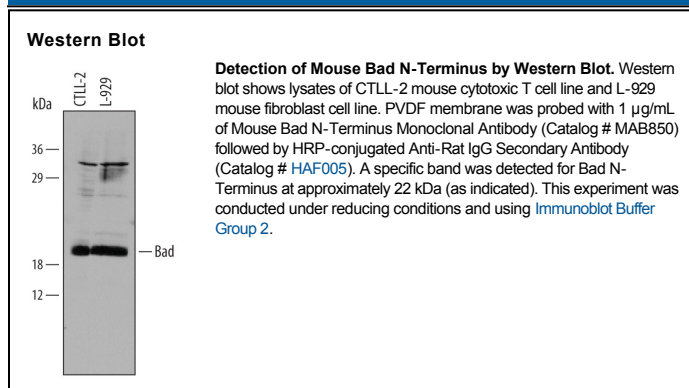 Western Blot
kDa
CTLL-2
L-929
36
29
18
12
Bad
Detection of Mouse Bad N-Terminus by Western Blot. Western
blot shows lysates of CTLL-2 mouse cytotoxic T cell line and L-929
mouse fibroblast cell line. PVDF membrane was probed with 1 µg/mL
of Mouse Bad N-Terminus Monoclonal Antibody (Catalog # MAB850)
followed by HRP-conjugated Anti-Rat IgG Secondary Antibody
(Catalog # HAF005). A specific band was detected for Bad N-
Terminus at approximately 22 kDa (as indicated). This experiment was
conducted under reducing conditions and using Immunoblot Buffer
Group 2.